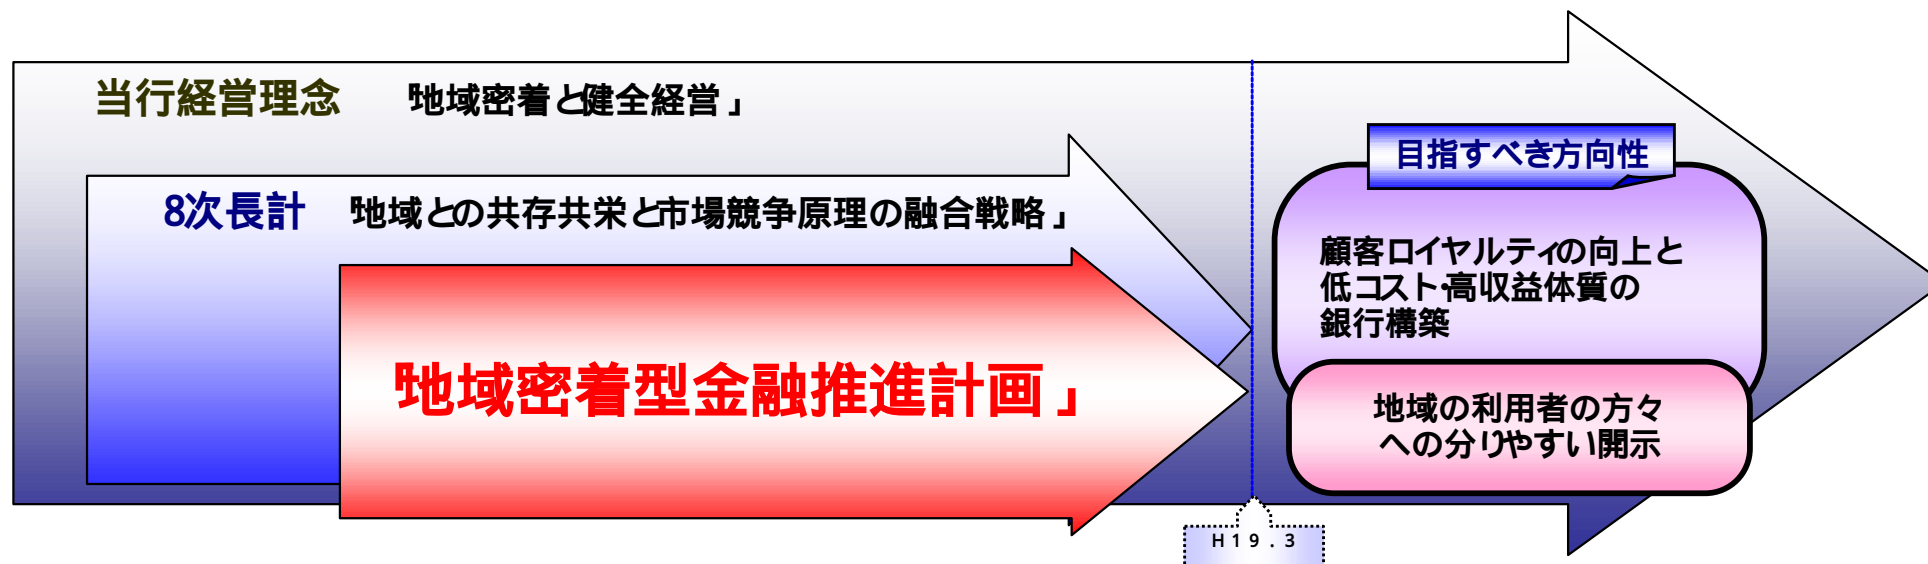 当行経営理念 「地域密着と健全経営」
目指すべき方向性
8次長計 「地域との共存共栄と市場競争原理の融合戦略」
顧客ロイヤルティの向上と
低コスト・高収益体質の
銀行構築
「地域密着型金融推進計画」
地域の利用者の方々
への分りやすい開示
H19.3